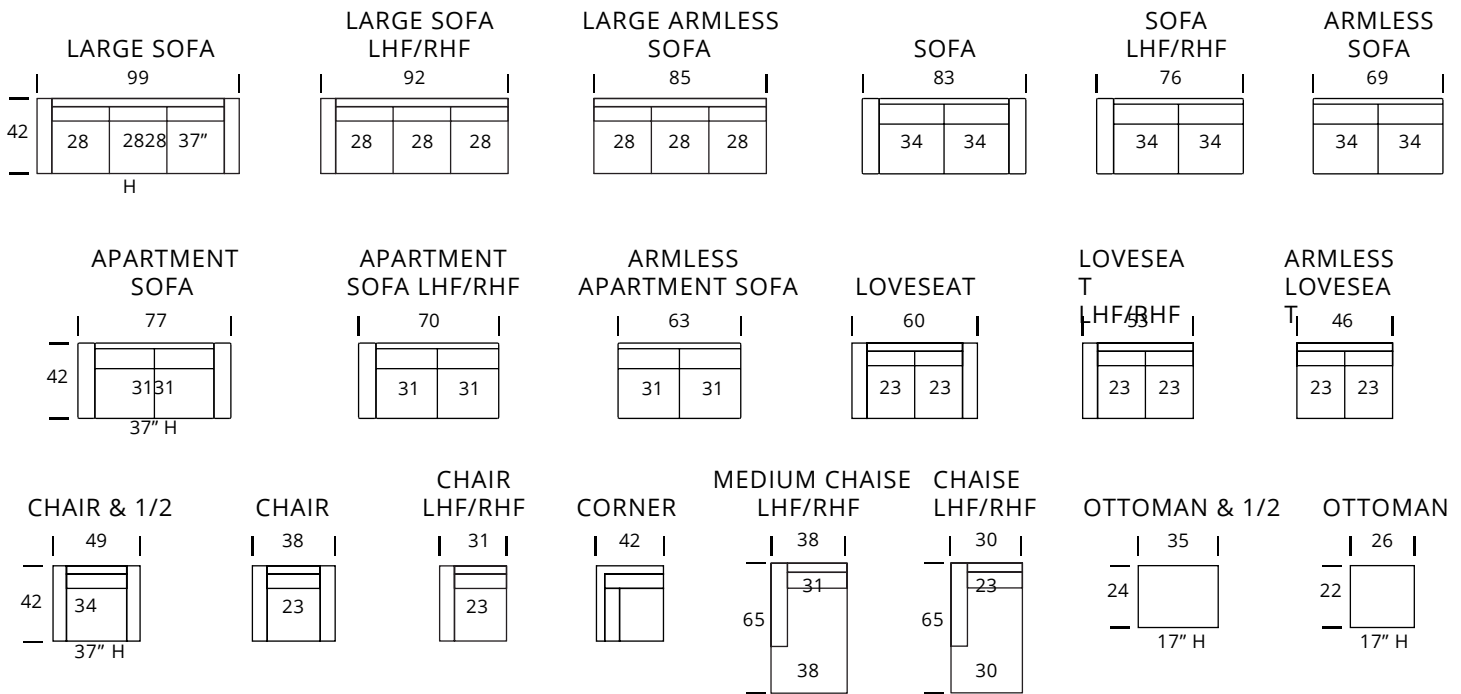 LARGE SOFA
LARGE SOFA
LHF/RHF
LARGE ARMLESS
SOFA
SOFA
SOFA
LHF/RHF
ARMLESS
SOFA
99
92
85
83
76
69
42
28 2828 37”
H
28 28 28
28 28 28
34 34
34 34
34 34
APARTMENT
SOFA
APARTMENT
SOFA LHF/RHF
ARMLESS
APARTMENT SOFA
LOVESEAT
LOVESEA
T
LHF/RHF
ARMLESS
LOVESEA
T
77
70
63
60
53
46
42
3131
37” H
31 31
31 31
23 23
23 23
23 23
CHAIR & 1/2
CHAIR
CHAIR
LHF/RHF
CORNER
MEDIUM CHAISE
LHF/RHF
CHAISE
LHF/RHF
OTTOMAN & 1/2
OTTOMAN
49
38
31
42
38
30
35
26
42
34
37” H
23
23
31
65
38
23
65
30
24
17” H
22
17” H